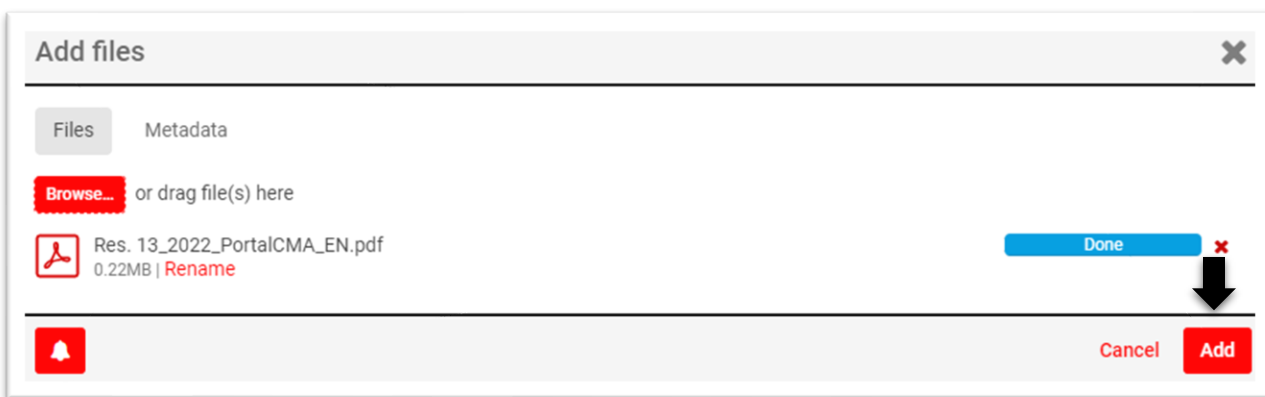 Add files
Files Metadata
Browse... or drag file(s) here
Res. 13_2022_PortalCMA_EN.pdf
Done
0.22MB | Rename
Cancel Add